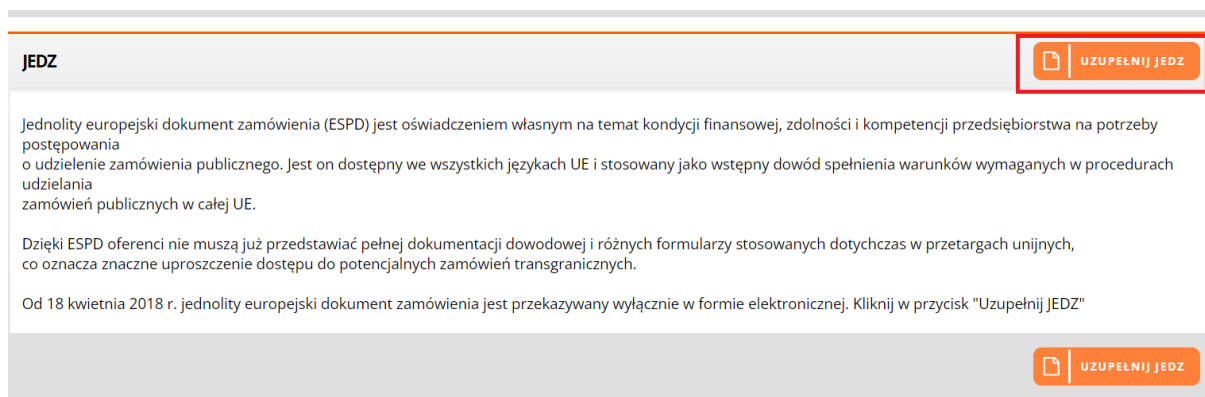 JEDZ
UZUPEŁNIJ JEDZ
Jednolity europejski dokument zamówienia (ESPD) jest oświadczeniem własnym na temat kondycji finansowej, zdolności i kompetencji przedsiębiorstwa na potrzeby
postępowania
o udzielenie zamówienia publicznego. Jest on dostępny we wszystkich językach UE i stosowany jako wstępny dowód spełnienia warunków wymaganych w procedurach
udzielania
zamówień publicznych w całej UE.
Dzięki ESPD oferenci nie muszą już przedstawiać pełnej dokumentacji dowodowej i różnych formularzy stosowanych dotychczas w przetargach unijnych,
co oznacza znaczne uproszczenie dostępu do potencjalnych zamówień transgranicznych.
Od 18 kwietnia 2018 r. jednolity europejski dokument zamówienia jest przekazywany wyłącznie w formie elektronicznej. Kliknij w przycisk "Uzupełnij JEDZ"
UZUPEŁNIJ JEDZ